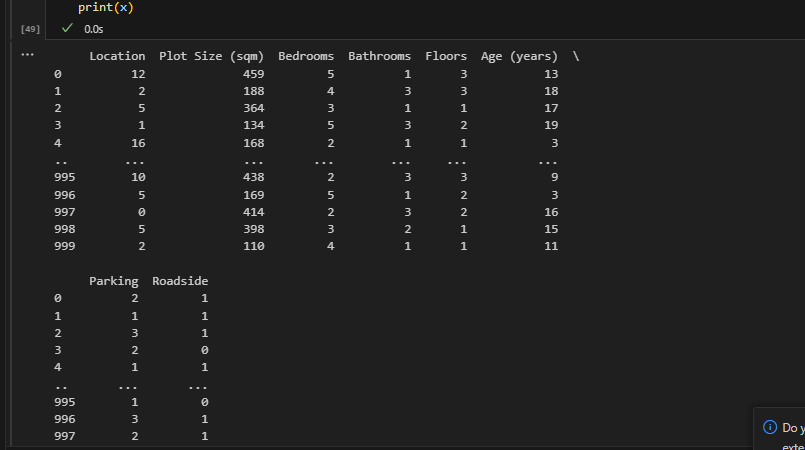 print(x)
[49] ✓ 0.0s
... Location Plot Size (sqm) Bedrooms Bathrooms Floors Age (years) \
0 12 459 5 1 3 13
1 2 188 4 3 3 18
2 5 364 3 1 1 17
3 1 134 5 3 2 19
4 16 168 2 1 1 3
.. ... ... ... ... ... ...
995 10 438 2 3 3 9
996 5 169 5 1 2 3
997 0 414 2 3 2 16
998 5 398 3 2 1 15
999 2 110 4 1 1 11
Parking Roadside
0 2 1
1 1 1
2 3 1
3 2 0
4 1 1
.. ... ...
995 1 0
996 3 1
997 2 1
Do y
exte